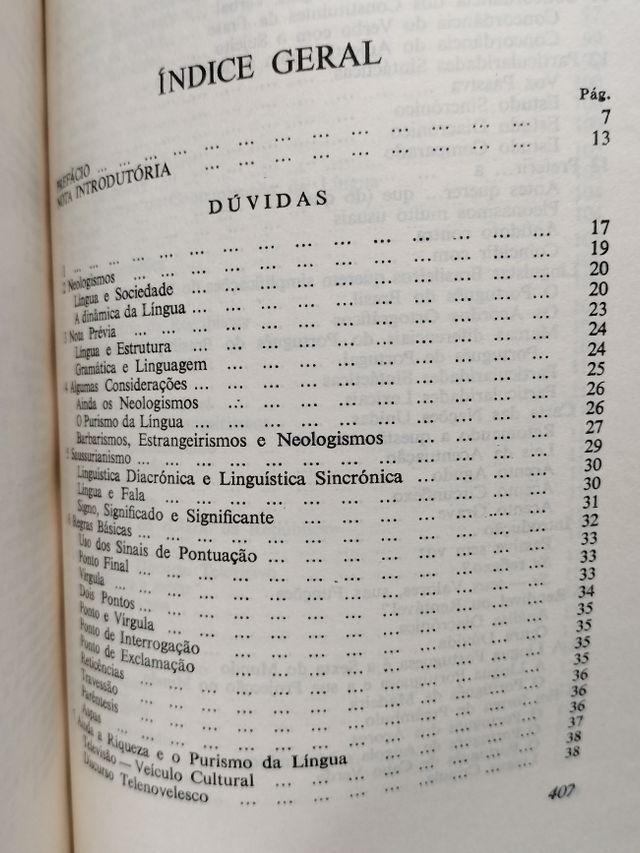 ÍNDICE GERAL
Pág.
PREFÁCIO ... ... ... ... ... ... ... ... ... ... 7
NOTA INTRODUTÓRIA ... ... ... ... ... ... ... ... 13
DÚVIDAS
1 ... ... ... ... ... ... ... ... ... ... ... 17
2 Neologismos ... ... ... ... ... ... ... ... ... 19
Língua e Sociedade ... ... ... ... ... ... ... ... 20
A dinâmica da Língua ... ... ... ... ... ... ... ... 20
3 Nota Prévia ... ... ... ... ... ... ... ... ... 23
Língua e Estrutura ... ... ... ... ... ... ... ... 24
Gramática e Linguagem ... ... ... ... ... ... ... 24
4 Algumas Considerações ... ... ... ... ... ... ... 25
Ainda os Neologismos ... ... ... ... ... ... ... 26
O Purismo da Língua ... ... ... ... ... ... ... 26
Barbarismos, Estrangeirismos e Neologismos ... ... ... ... 27
5 Saussurianismo ... ... ... ... ... ... ... ... ... 29
Linguística Diacrónica e Linguística Sincrónica ... ... ... ... 30
Língua e Fala ... ... ... ... ... ... ... ... ... 30
Signo, Significado e Significante ... ... ... ... ... ... 31
6 Regras Básicas ... ... ... ... ... ... ... ... ... 32
Uso dos Sinais de Pontuação ... ... ... ... ... ... 33
Ponto Final ... ... ... ... ... ... ... ... ... 33
Vírgula ... ... ... ... ... ... ... ... ... 33
Dois Pontos ... ... ... ... ... ... ... ... ... 34
Ponto e Vírgula ... ... ... ... ... ... ... ... 35
Ponto de Interrogação ... ... ... ... ... ... ... 35
Ponto de Exclamação ... ... ... ... ... ... ... 35
Reticências ... ... ... ... ... ... ... ... ... 35
Travessão ... ... ... ... ... ... ... ... ... 36
Parêntesis ... ... ... ... ... ... ... ... ... 36
Aspas ... ... ... ... ... ... ... ... ... 36
7 Ainda a Riqueza e o Purismo da Língua ... ... ... ... ... 37
Televisão — Veículo Cultural ... ... ... ... ... ... 38
Discurso Telenovelesco ... ... ... ... ... ... ... 38
407